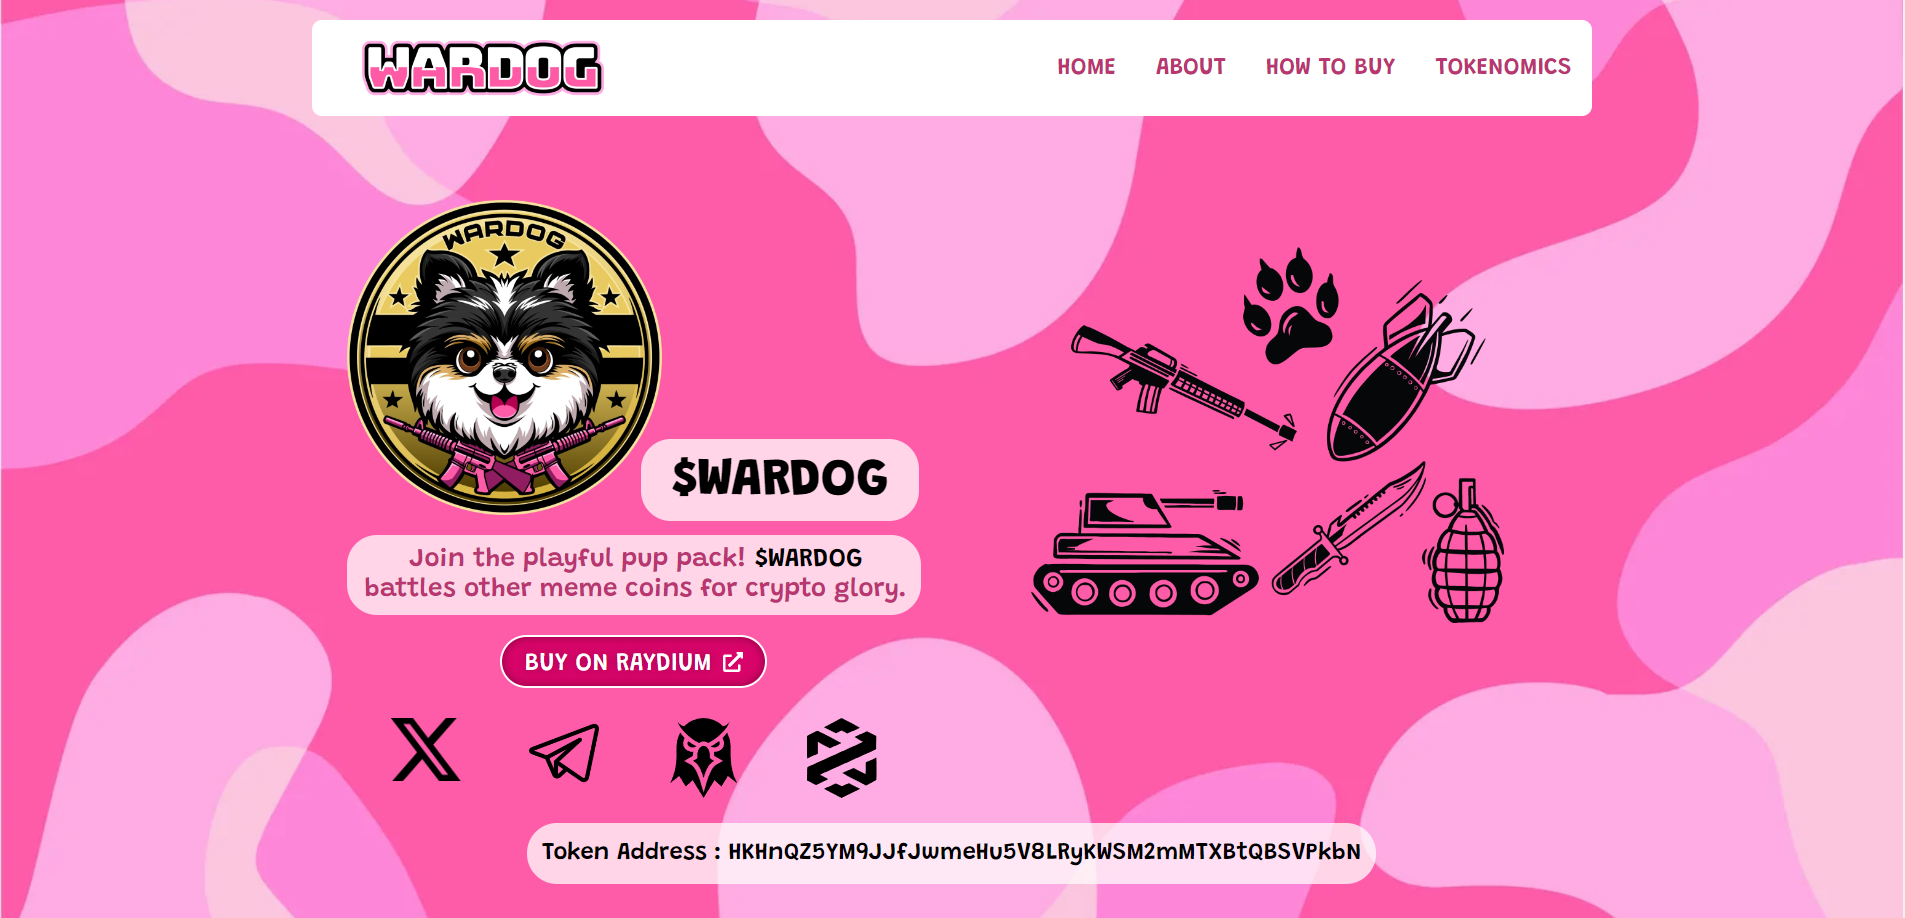 WARDOG
HOME ABOUT HOW TO BUY TOKENOMICS
WARDOG
$WARDOG
Join the playful pup pack! $WARDOG
battles other meme coins for crypto glory.
BUY ON RAYDIUM
Token Address : HKHnQZ5YM9JJfJwmeHu5V8LRyKWSM2mMTXBtQBSVPkbN